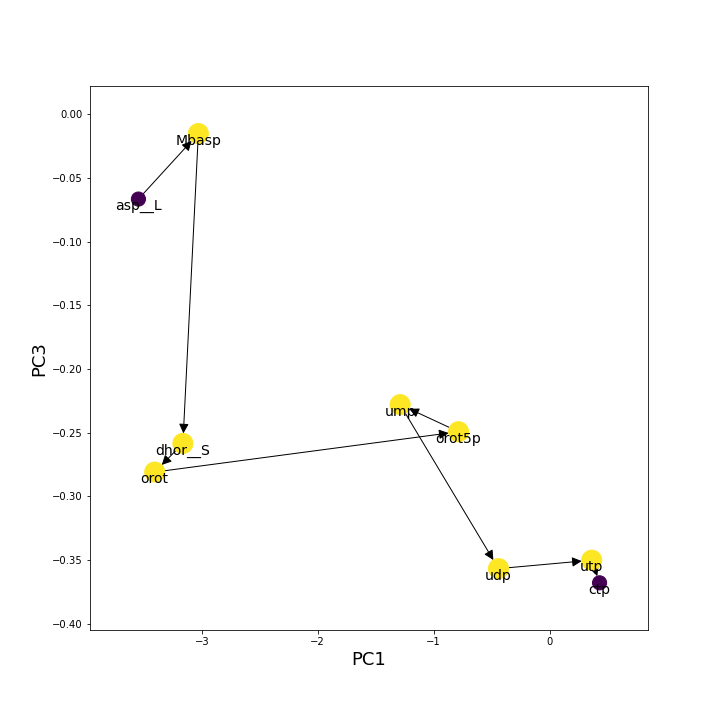 0.00
−0.05
−0.10
−0.15
−0.20
−0.25
−0.30
−0.35
−0.40
PC3
Mbasp
asp__L
dhor__S
orot
ump
orot5p
udp
utp
ctp
−3
−2
−1
0
PC1